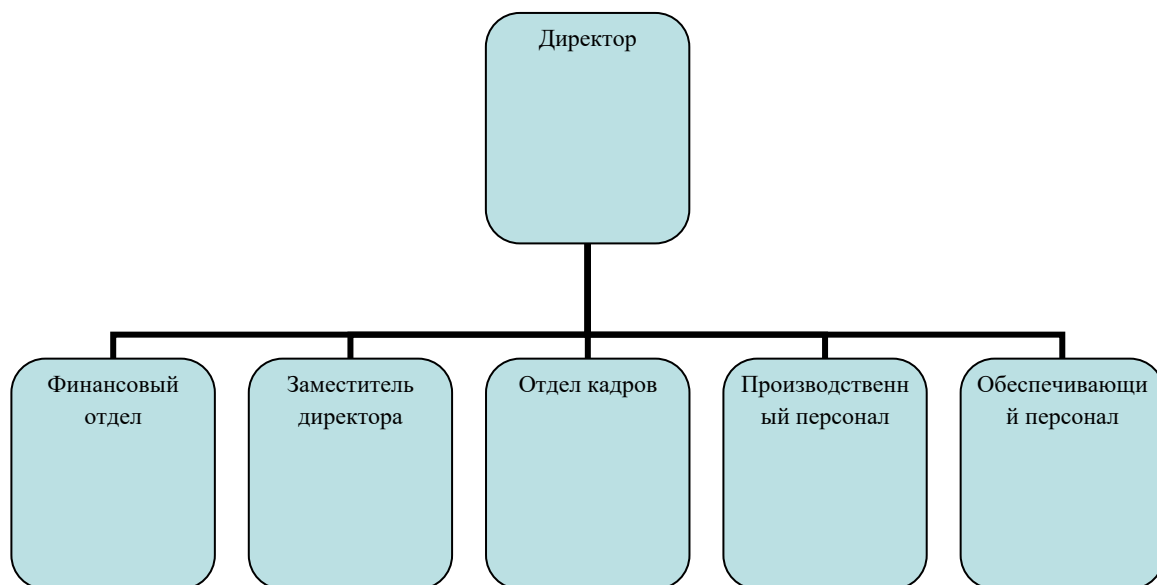 Директор
Финансовый
отдел
Заместитель
директора
Отдел кадров
Производственн
ый персонал
Обеспечивающи
й персонал